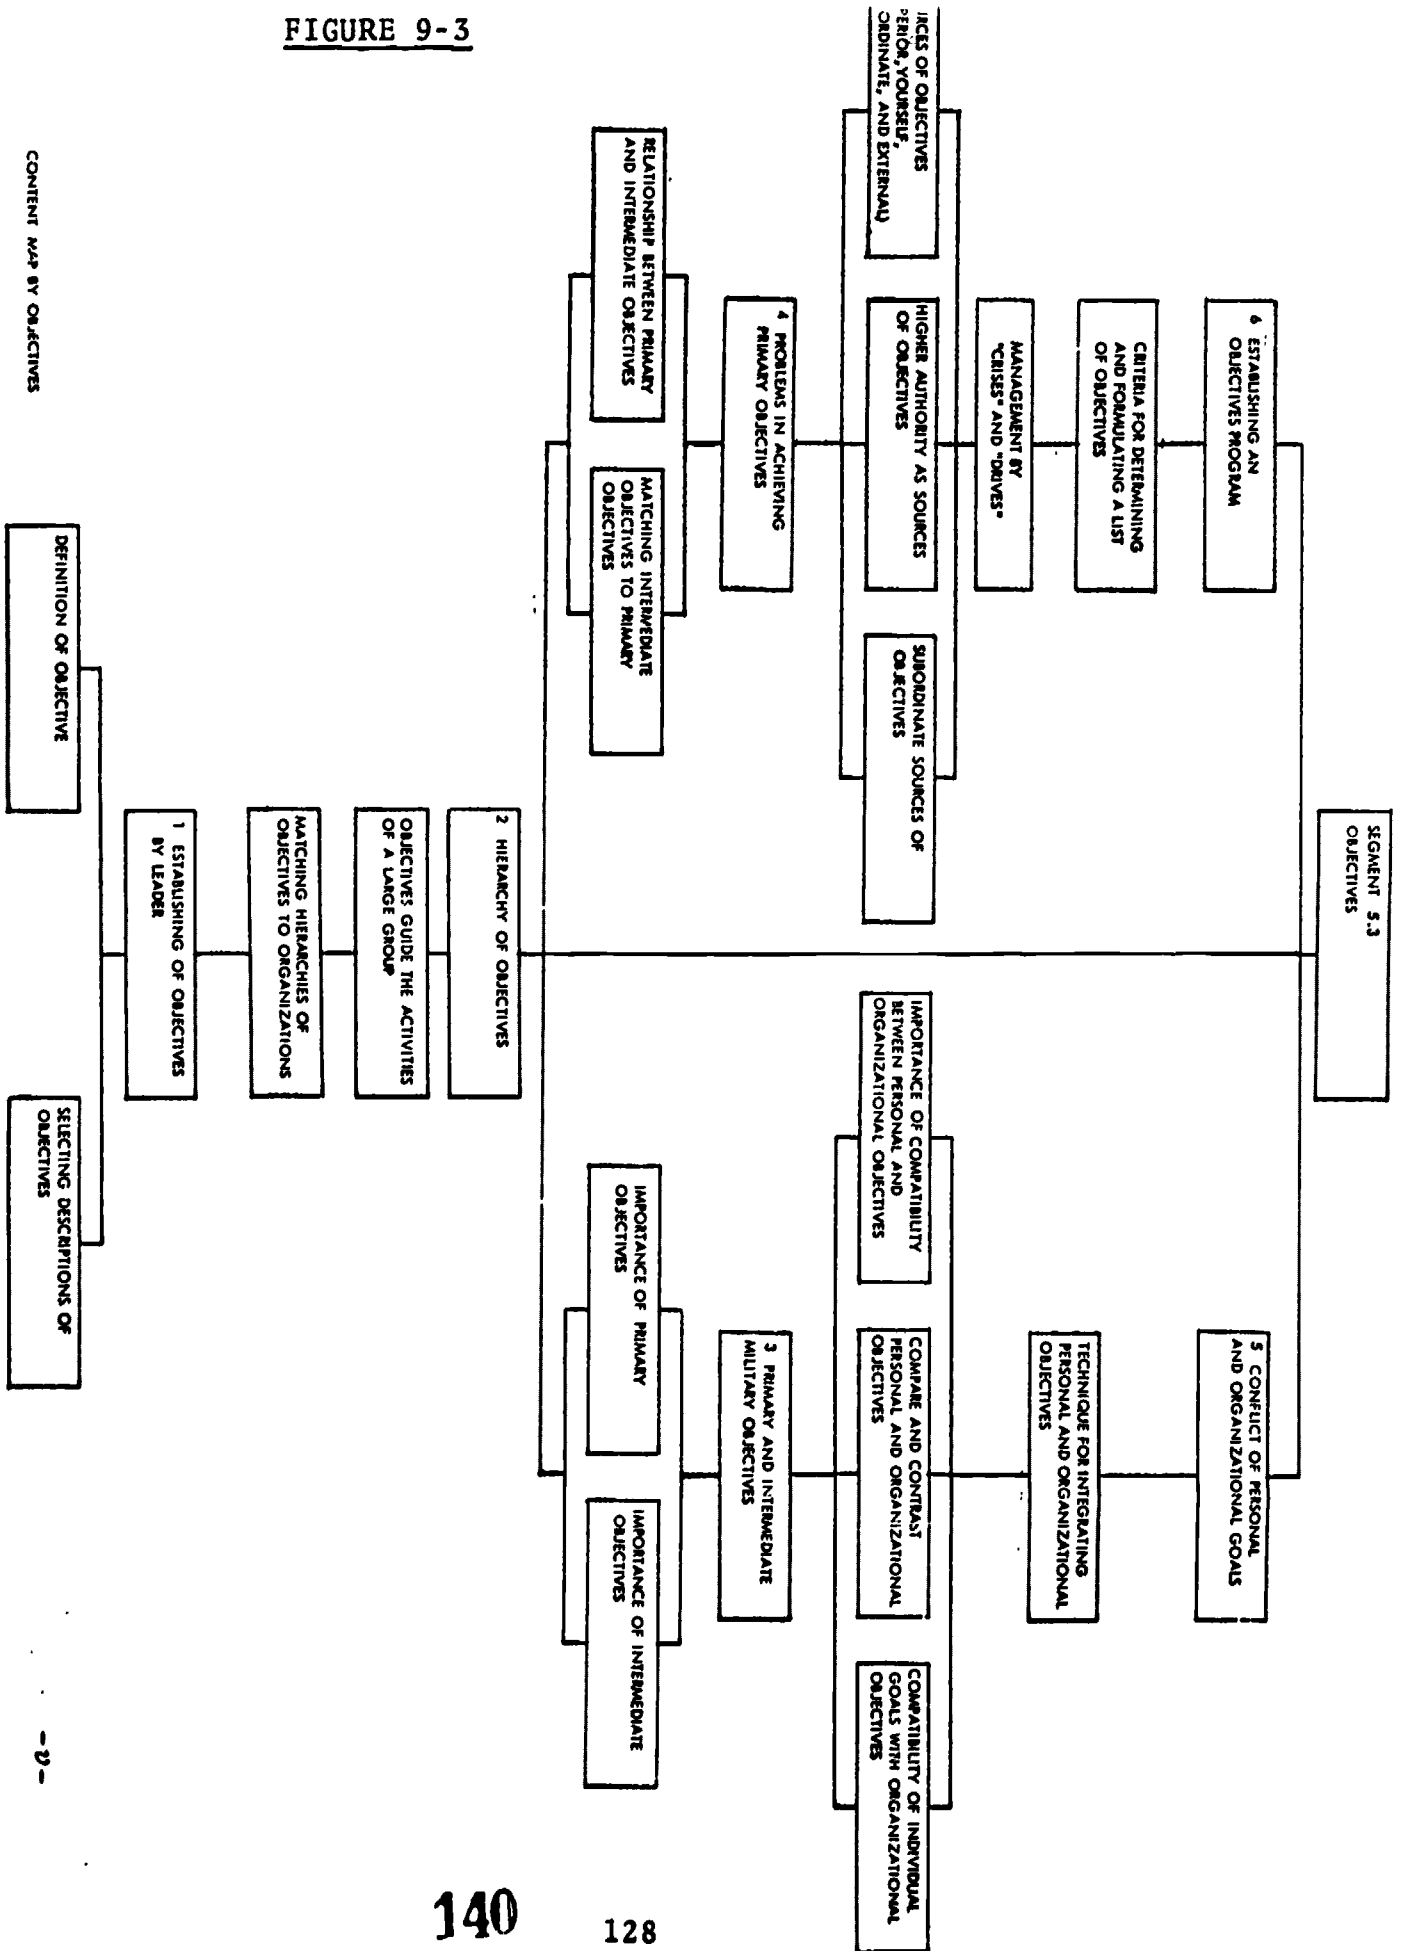 FIGURE 9-3
SEGMENT 5.3
OBJECTIVES
6 ESTABLISHING AN
OBJECTIVES PROGRAM
5 CONFLICT OF PERSONAL
AND ORGANIZATIONAL GOALS
CRITERIA FOR DETERMINING
AND FORMULATING A LIST
OF OBJECTIVES
TECHNIQUE FOR INTEGRATING
PERSONAL AND ORGANIZATIONAL
OBJECTIVES
MANAGEMENT BY
"CRISES" AND "DRIVES"
RCES OF OBJECTIVES
PERIOR, YOURSELF,
ORDINATE, AND EXTERNAL)
HIGHER AUTHORITY AS SOURCES
OF OBJECTIVES
SUBORDINATE SOURCES OF
OBJECTIVES
IMPORTANCE OF COMPATIBILITY
BETWEEN PERSONAL AND
ORGANIZATIONAL OBJECTIVES
COMPARE AND CONTRAST
PERSONAL AND ORGANIZATIONAL
OBJECTIVES
COMPATIBILITY OF INDIVIDUAL
GOALS WITH ORGANIZATIONAL
OBJECTIVES
4 PROBLEMS IN ACHIEVING
PRIMARY OBJECTIVES
3 PRIMARY AND INTERMEDIATE
MILITARY OBJECTIVES
RELATIONSHIP BETWEEN PRIMARY
AND INTERMEDIATE OBJECTIVES
MATCHING INTERMEDIATE
OBJECTIVES TO PRIMARY
OBJECTIVES
IMPORTANCE OF PRIMARY
OBJECTIVES
IMPORTANCE OF INTERMEDIATE
OBJECTIVES
2 HIERARCHY OF OBJECTIVES
OBJECTIVES GUIDE THE ACTIVITIES
OF A LARGE GROUP
MATCHING HIERARCHIES OF
OBJECTIVES TO ORGANIZATIONS
1 ESTABLISHING OF OBJECTIVES
BY LEADER
DEFINITION OF OBJECTIVE
SELECTING DESCRIPTIONS OF
OBJECTIVES
CONTENT MAP BY OBJECTIVES
-v-
140
128